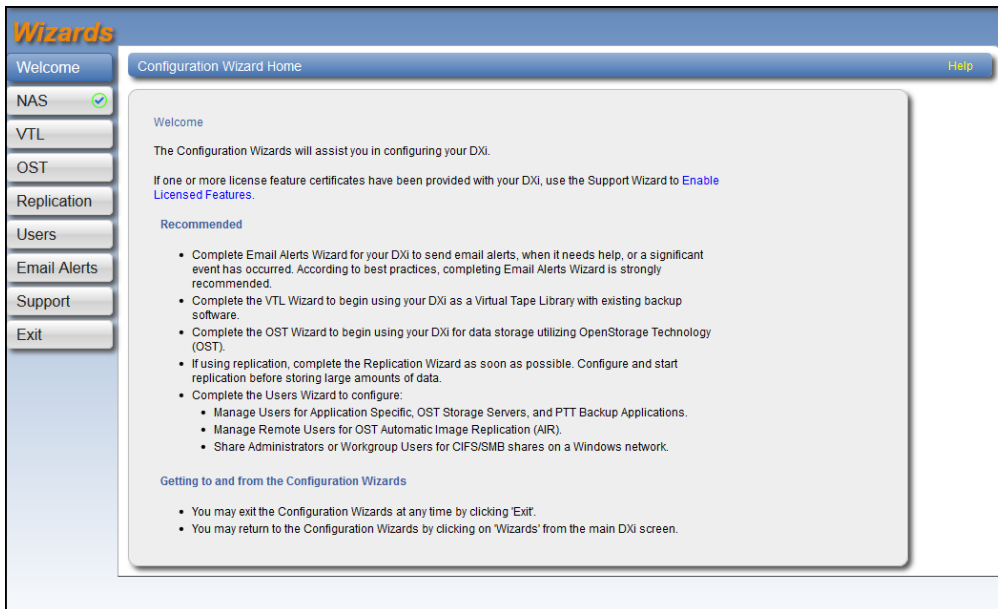 Wizards
Welcome
NAS
VTL
OST
Replication
Users
Email Alerts
Support
Exit
Configuration Wizard Home
Help
Welcome
The Configuration Wizards will assist you in configuring your DXi.
If one or more license feature certificates have been provided with your DXi, use the Support Wizard to Enable
Licensed Features.
Recommended
• Complete Email Alerts Wizard for your DXi to send email alerts, when it needs help, or a significant
event has occurred. According to best practices, completing Email Alerts Wizard is strongly
recommended.
• Complete the VTL Wizard to begin using your DXi as a Virtual Tape Library with existing backup
software.
• Complete the OST Wizard to begin using your DXi for data storage utilizing OpenStorage Technology
(OST).
• If using replication, complete the Replication Wizard as soon as possible. Configure and start
replication before storing large amounts of data.
• Complete the Users Wizard to configure:
• Manage Users for Application Specific, OST Storage Servers, and PTT Backup Applications.
• Manage Remote Users for OST Automatic Image Replication (AIR).
• Share Administrators or Workgroup Users for CIFS/SMB shares on a Windows network.
Getting to and from the Configuration Wizards
• You may exit the Configuration Wizards at any time by clicking 'Exit'.
• You may return to the Configuration Wizards by clicking on 'Wizards' from the main DXi screen.